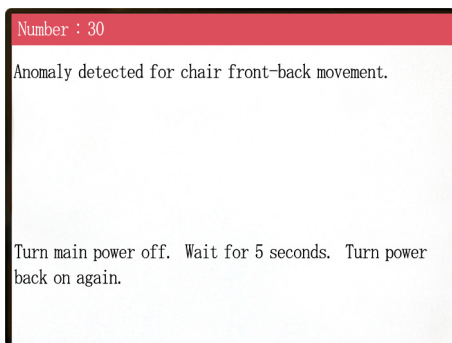 Number : 30
Anomaly detected for chair front-back movement.
Turn main power off. Wait for 5 seconds. Turn power
back on again.